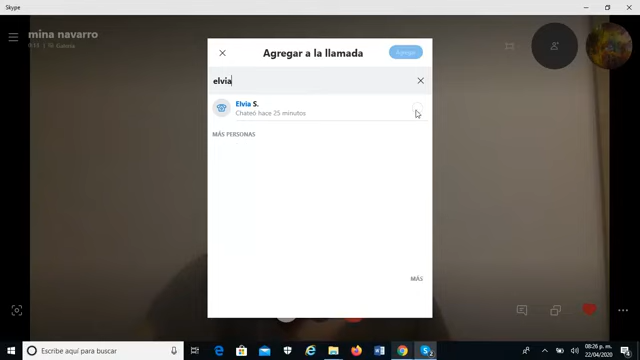 Skype
mina navarro
Galería
Agregar a la llamada
Agregar
elvia
Elvia S.
Chateó hace 25 minutos
MÁS PERSONAS
MÁS
Escribe aquí para buscar
08:26 p. m.
22/04/2020